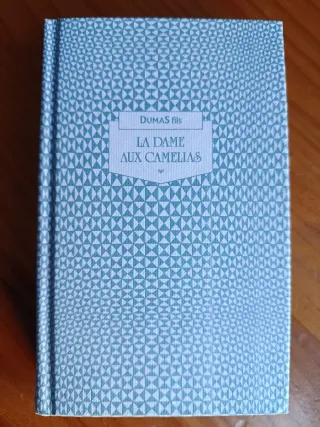 DUMAS fils
LA DAME
AUX CAMELIAS